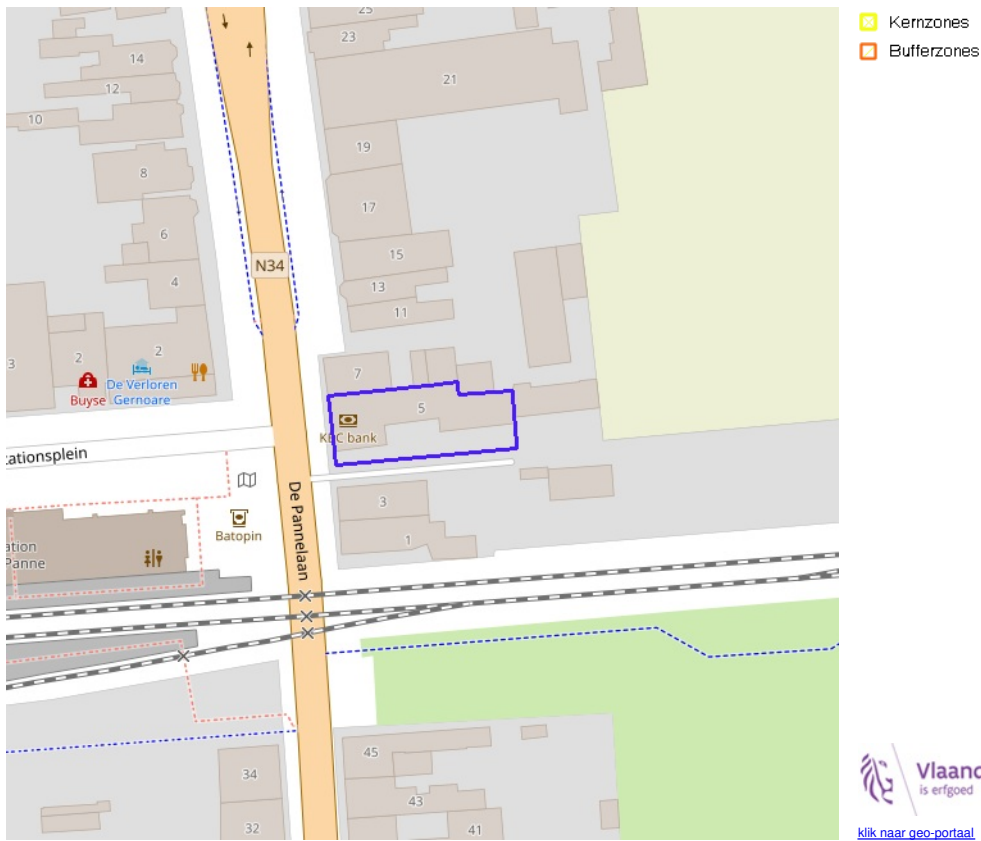 Kernzones
Bufferzones
25
23
14
21
12
10
19
8
17
6
15
N34
4
13
11
3
2
2
7
De Verloren
Gernoare
Buyse
5
KBC bank
tationsplein
De Pannelaan
3
Batopin
1
ation
Panne
45
34
43
32
41
Vlaand
is erfgoed
klik naar geo-portaal